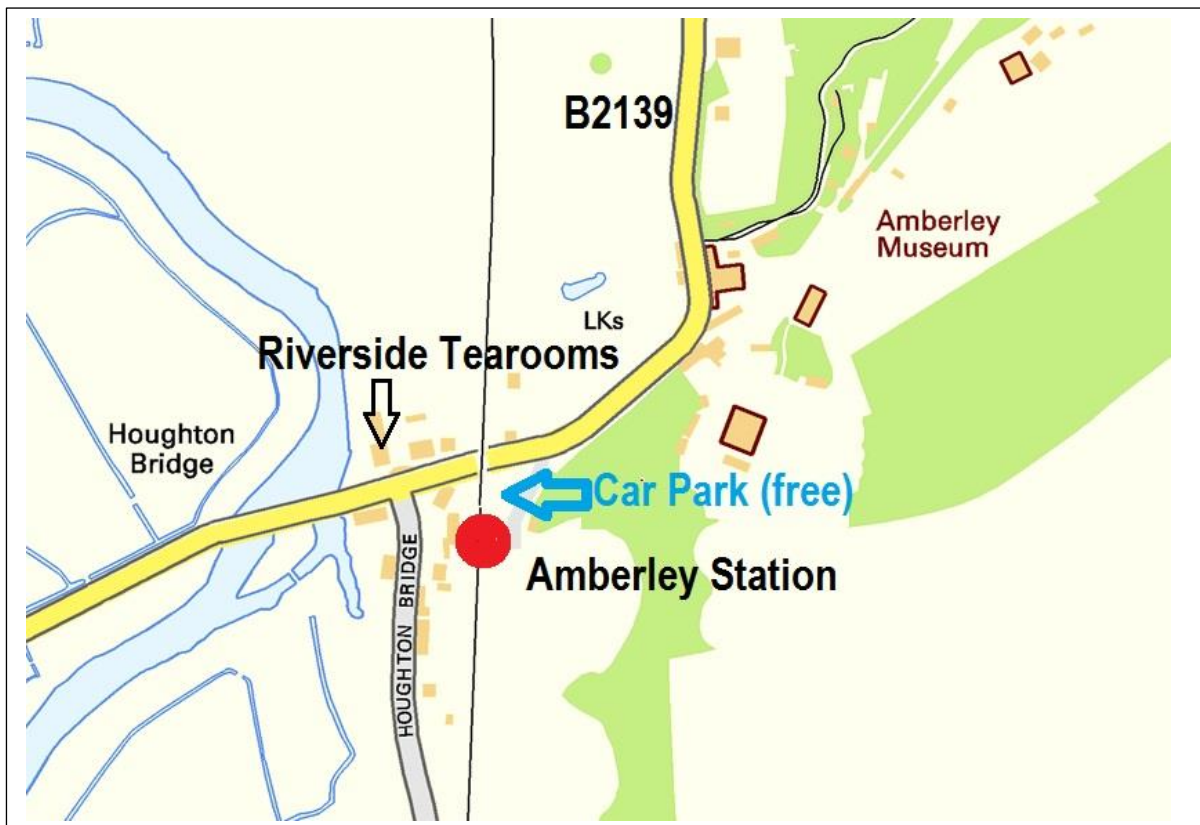 B2139
Amberley
Museum
LKs
Riverside Tearooms
Houghton
Bridge
Car Park (free)
HOUGHTON BRIDGE
Amberley Station